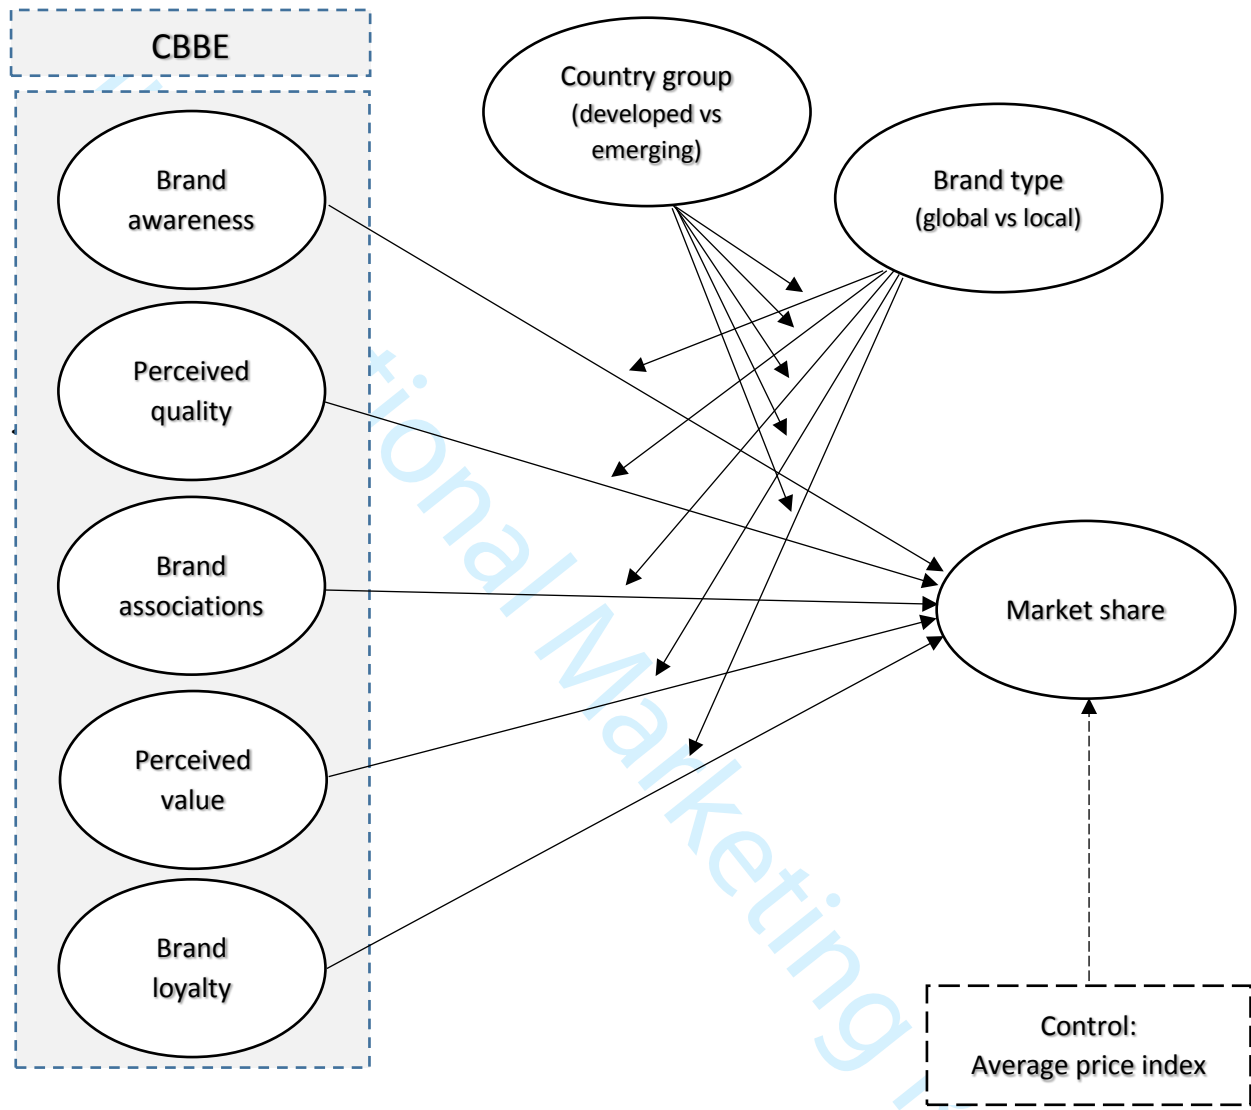 CBBE
Country group
(developed vs
emerging)
Brand type
(global vs local)
Brand
awareness
Perceived
quality
Brand
associations
Perceived
value
Brand
loyalty
Market share
Control:
Average price index
tional Marketing